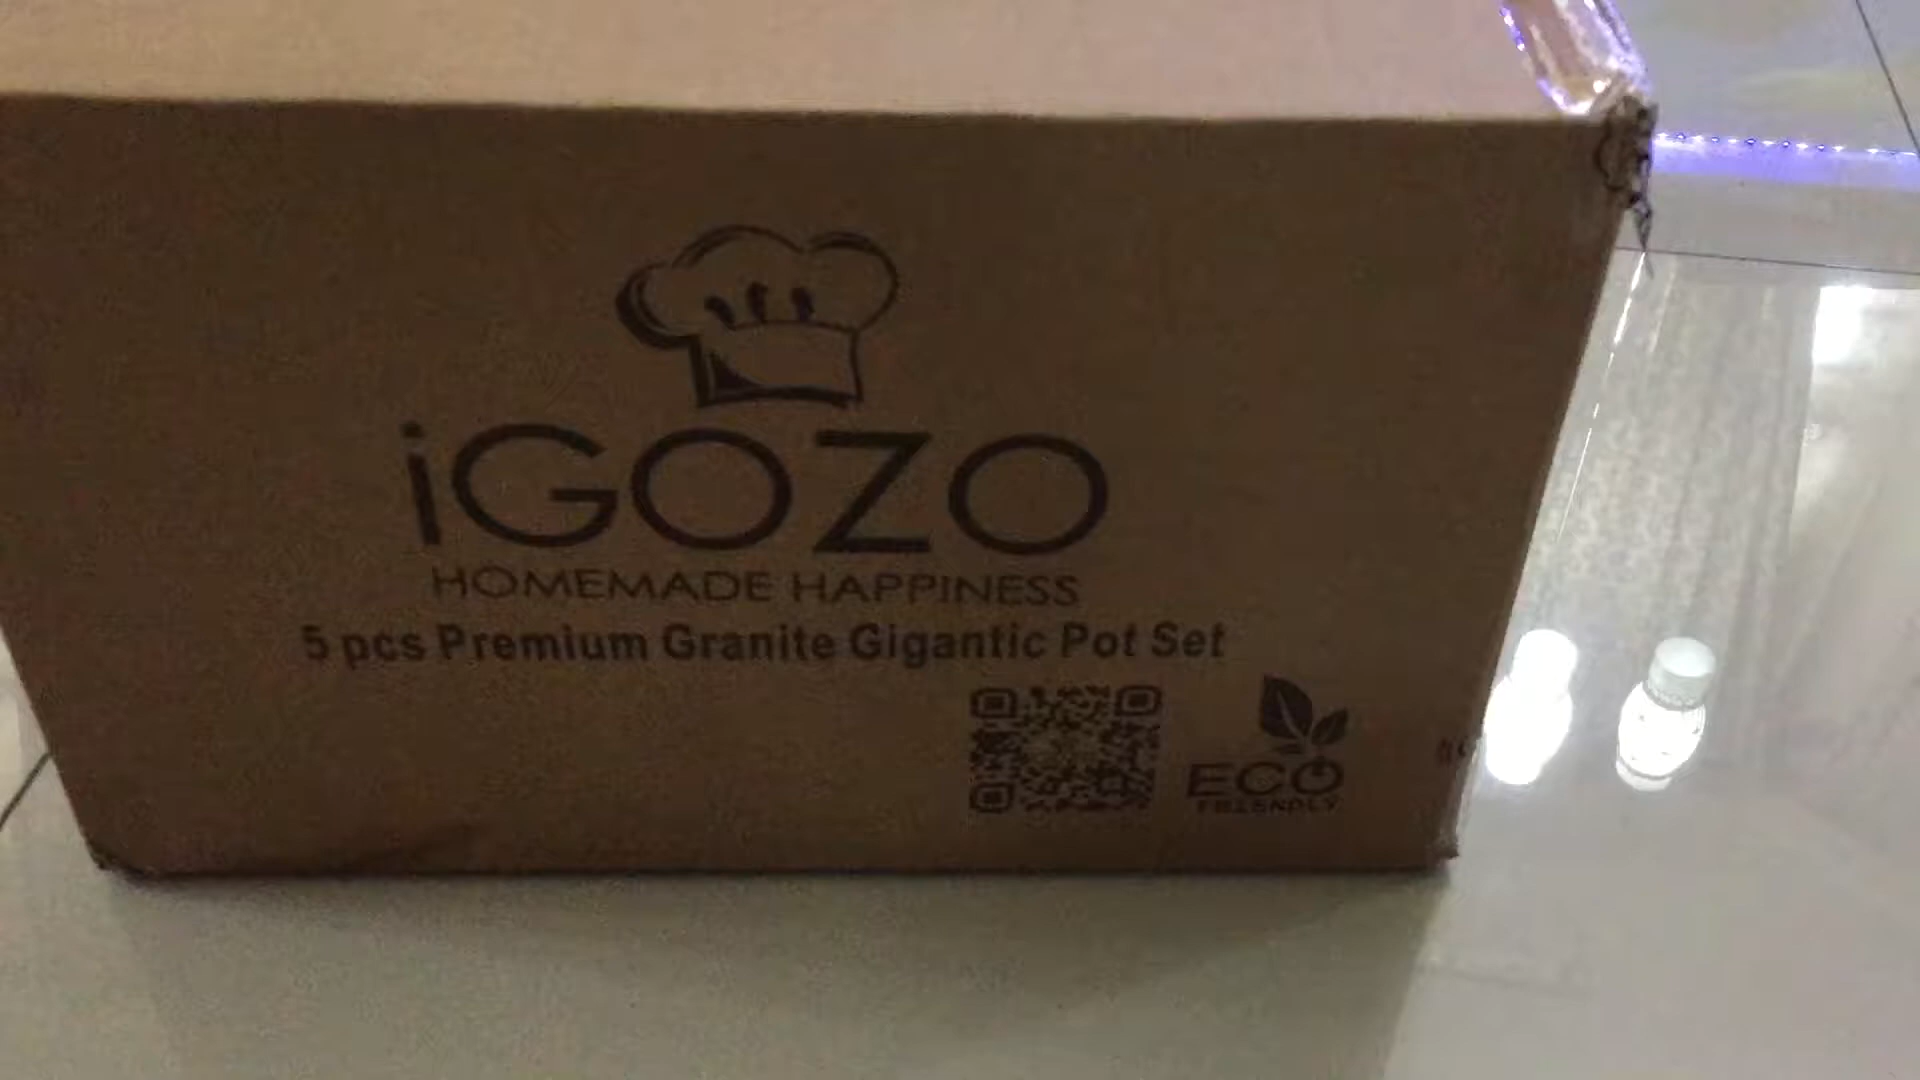 iGOZO
HOMEMADE HAPPINESS
5 pcs Premium Granite Gigantic Pot Set
ECO
FRIENDLY